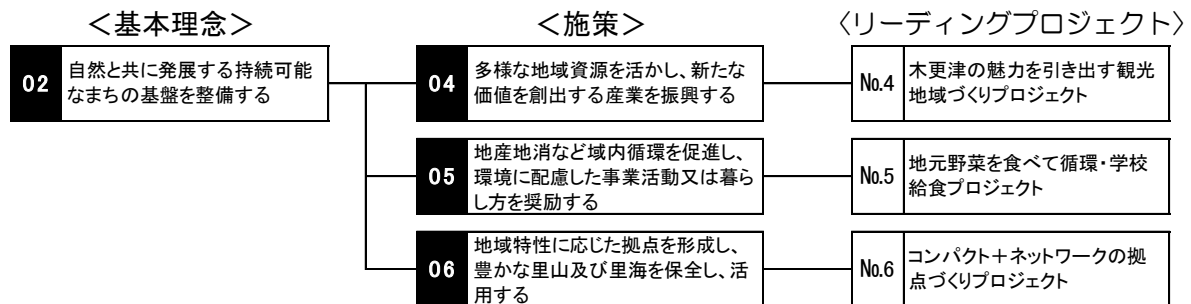 ＜基本理念＞
＜施策＞
〈リーディングプロジェクト〉
02
自然と共に発展する持続可能
なまちの基盤を整備する
04
多様な地域資源を活かし、新たな
価値を創出する産業を振興する
№4
木更津の魅力を引き出す観光
地域づくりプロジェクト
05
地産地消など域内循環を促進し、
環境に配慮した事業活動又は暮ら
し方を奨励する
№5
地元野菜を食べて循環・学校
給食プロジェクト
06
地域特性に応じた拠点を形成し、
豊かな里山及び里海を保全し、活
用する
№6
コンパクト＋ネットワークの拠
点づくりプロジェクト